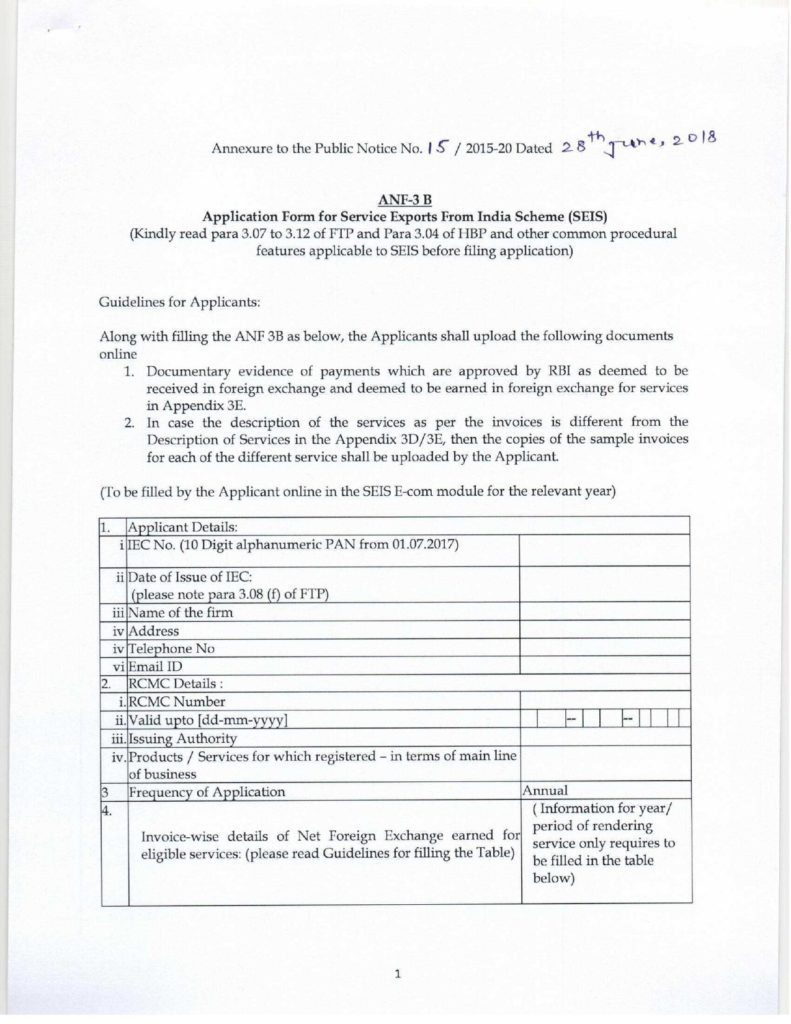 Annexure to the Public Notice No. 15 / 2015-20 Dated 28th June, 2018
ANF-3 B
Application Form for Service Exports From India Scheme (SEIS)
(Kindly read para 3.07 to 3.12 of FTP and Para 3.04 of HBP and other common procedural
features applicable to SEIS before filing application)
Guidelines for Applicants:
Along with filling the ANF 3B as below, the Applicants shall upload the following documents
online
1. Documentary evidence of payments which are approved by RBI as deemed to be
received in foreign exchange and deemed to be earned in foreign exchange for services
in Appendix 3E.
2. In case the description of the services as per the invoices is different from the
Description of Services in the Appendix 3D/3E, then the copies of the sample invoices
for each of the different service shall be uploaded by the Applicant.
(To be filled by the Applicant online in the SEIS E-com module for the relevant year)
1. Applicant Details:
i IEC No. (10 Digit alphanumeric PAN from 01.07.2017)
ii Date of Issue of IEC:
(please note para 3.08 (f) of FTP)
iii Name of the firm
iv Address
iv Telephone No
vi Email ID
2. RCMC Details :
i. RCMC Number
ii. Valid upto [dd-mm-yyyy] -- --
iii. Issuing Authority
iv. Products / Services for which registered – in terms of main line
of business
3 Frequency of Application Annual
4. Invoice-wise details of Net Foreign Exchange earned for
eligible services: (please read Guidelines for filling the Table)
( Information for year/
period of rendering
service only requires to
be filled in the table
below)
1